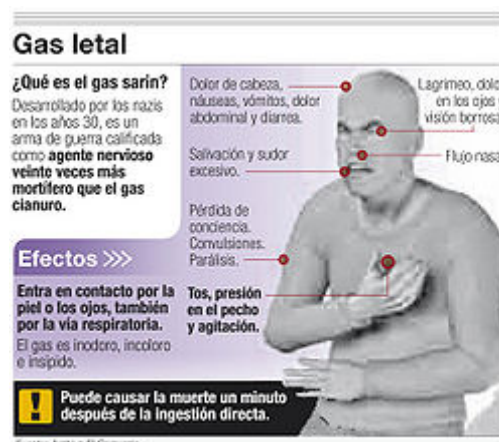 Gas letal
¿Qué es el gas sarín?
Desarrollado por los nazis
en los años 30, es un
arma de guerra calificada
como agente nervioso
veinte veces más
mortífero que el gas
cianuro.
Dolor de cabeza,
náuseas, vómitos, dolor
abdominal y diarrea.
Salivación y sudor
excesivo.
Pérdida de
conciencia.
Convulsiones.
Parálisis.
Tos, presión
en el pecho
y agitación.
Lagrimeo,
en los ojos
visión
Flujo
Efectos >>>
Entra en contacto por la
piel o los ojos, también
por la vía respiratoria.
El gas es inodoro, incoloro
e insípido.
! Puede causar la muerte un minuto
después de la ingestión directa.